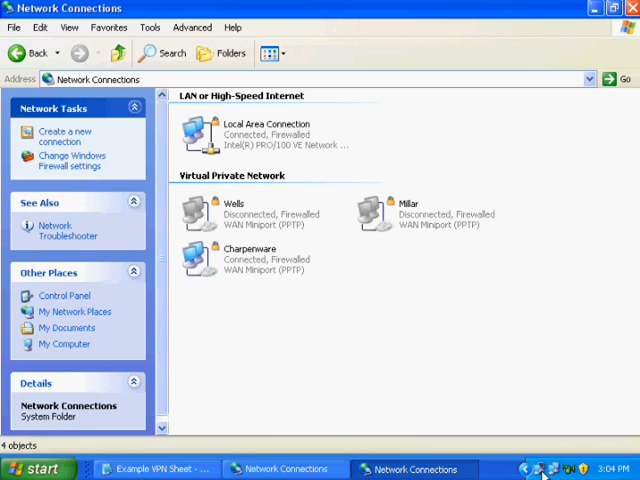 Network Connections
File Edit View Favorites Tools Advanced Help
Back Search Folders
Address Network Connections Go
Network Tasks
Create a new
connection
Change Windows
Firewall settings
See Also
Network
Troubleshooter
Other Places
Control Panel
My Network Places
My Documents
My Computer
Details
Network Connections
System Folder
LAN or High-Speed Internet
Local Area Connection
Connected, Firewalled
Intel(R) PRO/100 VE Network ...
Virtual Private Network
Wells
Disconnected, Firewalled
WAN Miniport (PPTP)
Millar
Disconnected, Firewalled
WAN Miniport (PPTP)
Charpenware
Connected, Firewalled
WAN Miniport (PPTP)
4 objects
start Example VPN Sheet - ... Network Connections Network Connections 3:04 PM